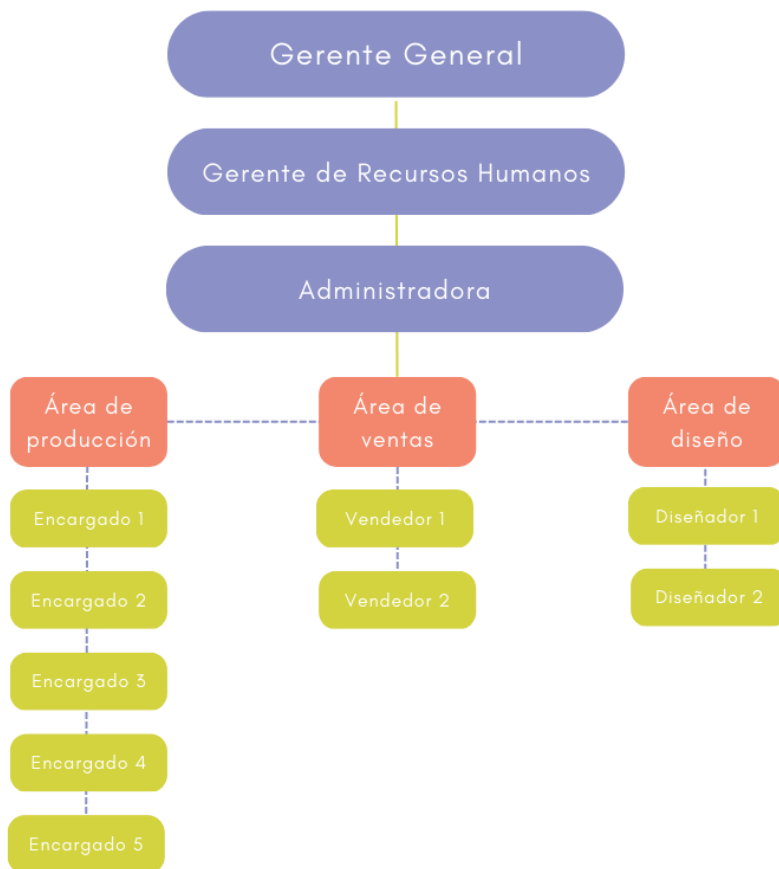 Gerente General
Gerente de Recursos Humanos
Administradora
Área de
producción
Encargado 1
Encargado 2
Encargado 3
Encargado 4
Encargado 5
Área de
ventas
Vendedor 1
Vendedor 2
Área de
diseño
Diseñador 1
Diseñador 2